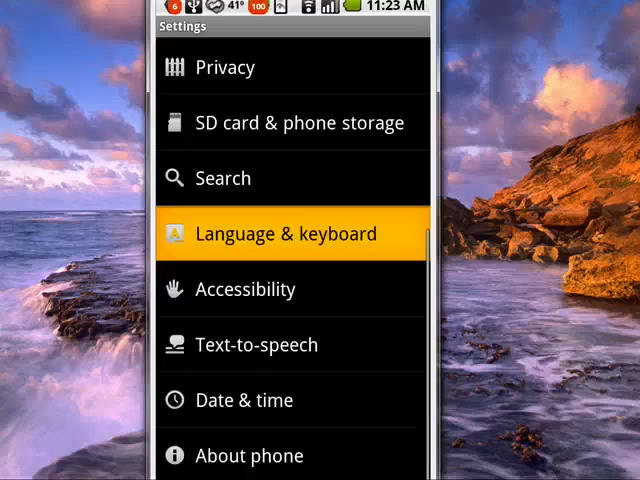 6 41° 100 11:23 AM
Settings
Privacy
SD card & phone storage
Search
A Language & keyboard
Accessibility
Text-to-speech
Date & time
About phone